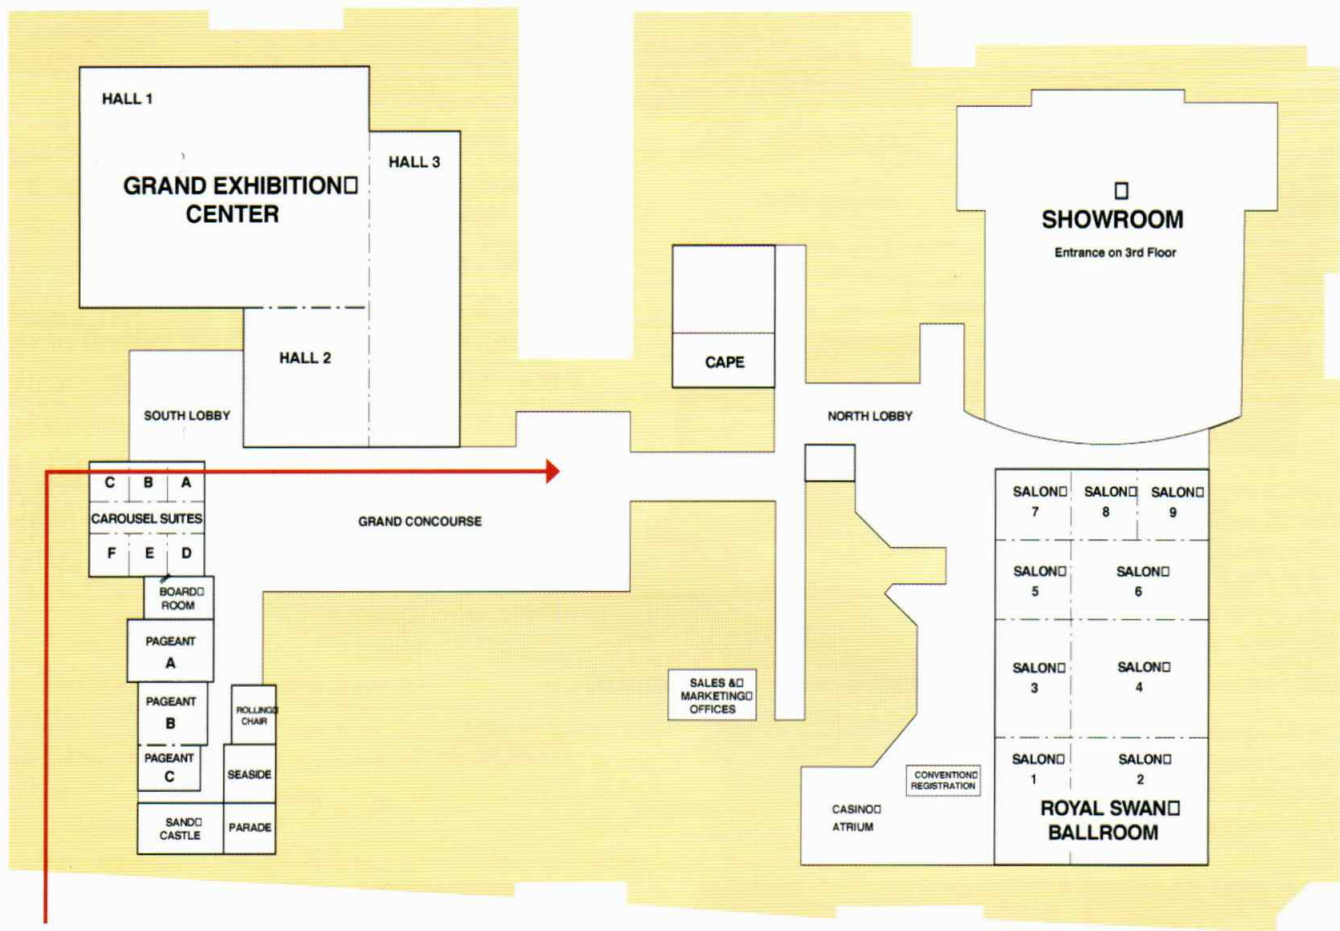 HALL 1
HALL 3
GRAND EXHIBITION□
CENTER
HALL 2
SOUTH LOBBY
C B A
CAROUSEL SUITES
F E D
BOARD□
ROOM
PAGEANT
A
PAGEANT
B
PAGEANT
C
SAND□
CASTLE
ROLLING□
CHAIR
SEASIDE
PARADE
GRAND CONCOURSE
CAPE
NORTH LOBBY
SALES &□
MARKETING□
OFFICES
□
SHOWROOM
Entrance on 3rd Floor
SALON□
7
SALON□
8
SALON□
9
SALON□
5
SALON□
6
SALON□
3
SALON□
4
SALON□
1
SALON□
2
ROYAL SWAN□
BALLROOM
CONVENTION□
REGISTRATION
CASINO□
ATRIUM